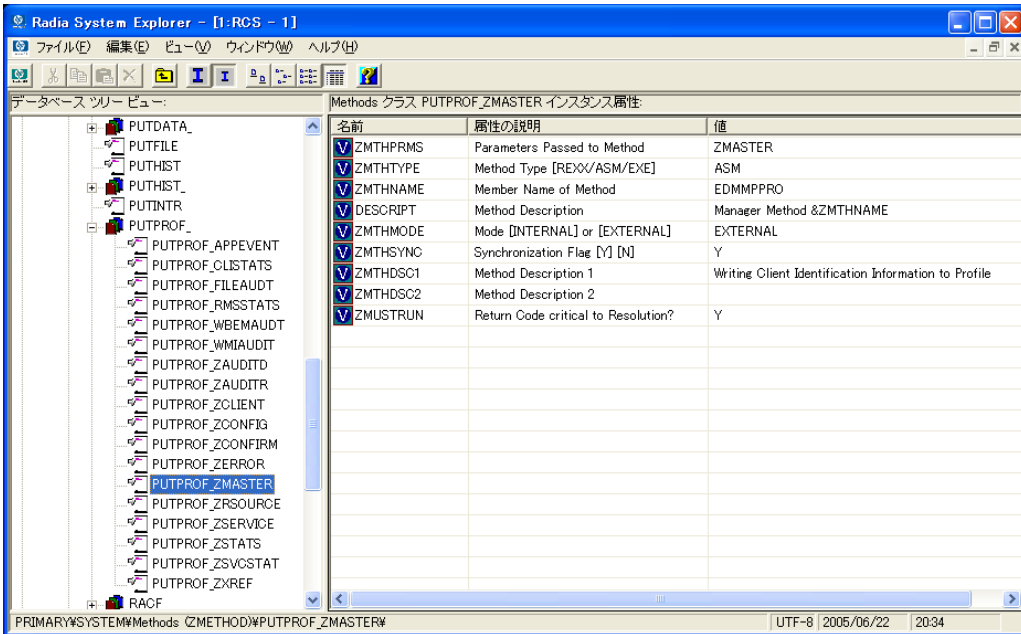 Radia System Explorer - [1:RCS - 1]
ファイル(F) 編集(E) ビュー(V) ウィンドウ(W) ヘルプ(H)
データベース ツリー ビュー:
Methods クラス PUTPROF_ZMASTER インスタンス属性:
PUTDATA_
PUTFILE
PUTHIST
PUTHIST_
PUTINTR
PUTPROF_
PUTPROF_APPEVENT
PUTPROF_CLISTATS
PUTPROF_FILEAUDT
PUTPROF_RMSSTATS
PUTPROF_WBEMAUDT
PUTPROF_WMIAUDIT
PUTPROF_ZAUDITD
PUTPROF_ZAUDITR
PUTPROF_ZCLIENT
PUTPROF_ZCONFIG
PUTPROF_ZCONFIRM
PUTPROF_ZERROR
PUTPROF_ZMASTER
PUTPROF_ZRSOURCE
PUTPROF_ZSERVICE
PUTPROF_ZSTATS
PUTPROF_ZSVCSTAT
PUTPROF_ZXREF
RACF
名前 属性の説明 値
V ZMTHPRMS Parameters Passed to Method ZMASTER
V ZMTHTYPE Method Type [REXX/ASM/EXE] ASM
V ZMTHNAME Member Name of Method EDMMPPRO
V DESCRIPT Method Description Manager Method &ZMTHNAME
V ZMTHMODE Mode [INTERNAL] or [EXTERNAL] EXTERNAL
V ZMTHSYNC Synchronization Flag [Y] [N] Y
V ZMTHDSC1 Method Description 1 Writing Client Identification Information to Profile
V ZMTHDSC2 Method Description 2
V ZMUSTRUN Return Code critical to Resolution? Y
PRIMARY¥SYSTEM¥Methods (ZMETHOD)¥PUTPROF_ZMASTER¥ UTF-8 2005/06/22 20:34